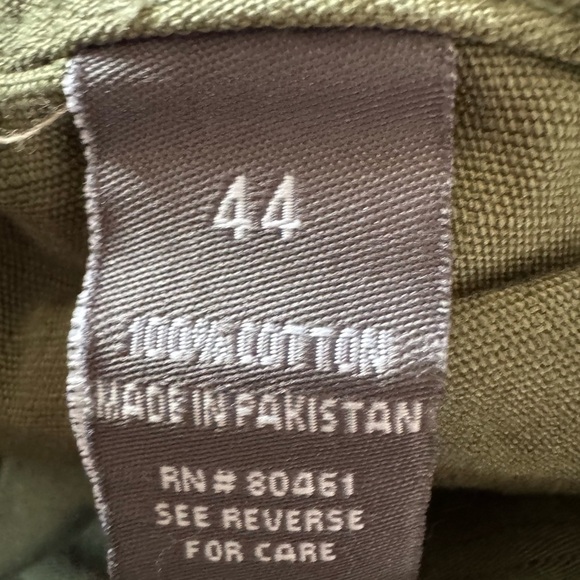 44
100% COTTON
MADE IN PAKISTAN
RN# 80461
SEE REVERSE
FOR CARE